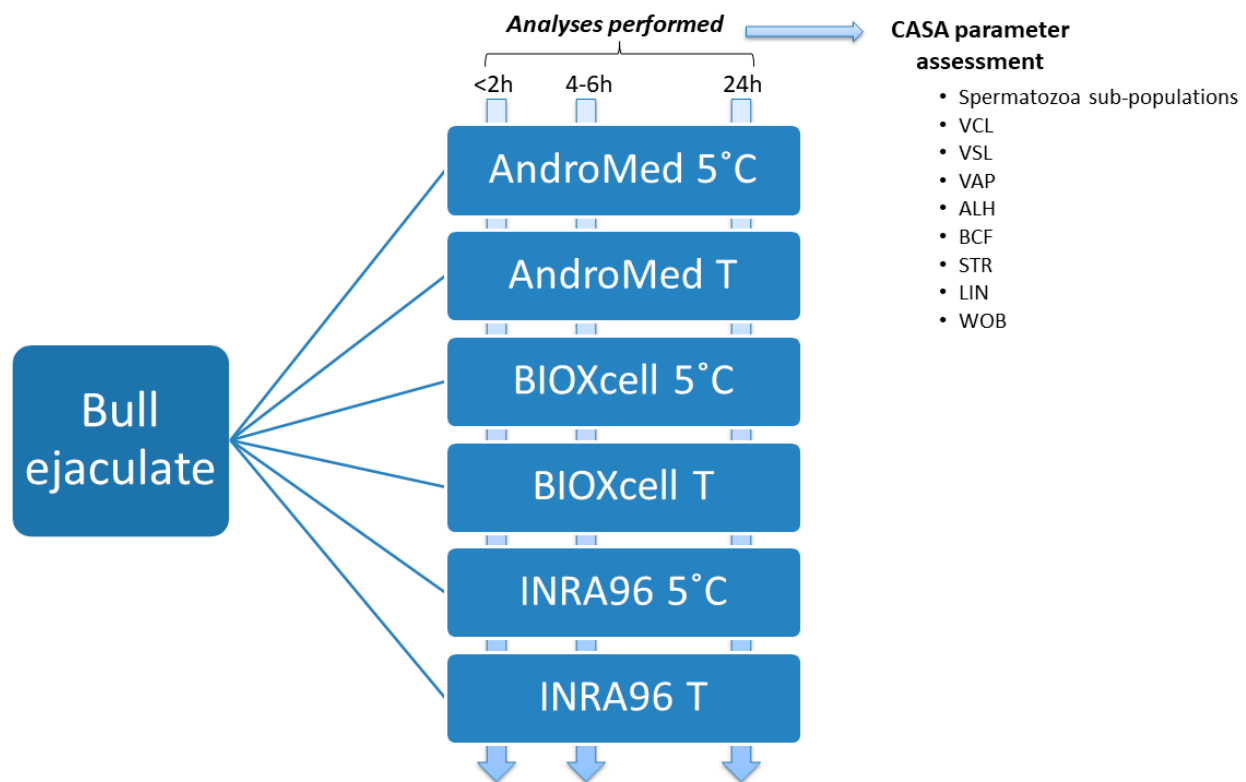 Analyses performed
<2h
4-6h
24h
CASA parameter
assessment
• Spermatozoa sub-populations
• VCL
• VSL
• VAP
• ALH
• BCF
• STR
• LIN
• WOB
Bull
ejaculate
AndroMed 5˚C
AndroMed T
BIOXcell 5˚C
BIOXcell T
INRA96 5˚C
INRA96 T